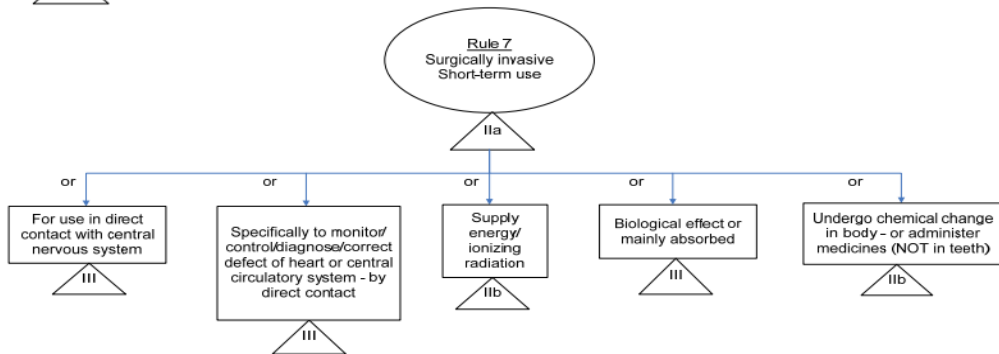 Rule 7
Surgically invasive
Short-term use
IIa
or
or
or
or
or
For use in direct
contact with central
nervous system
III
Specifically to monitor/
control/diagnose/correct
defect of heart or central
circulatory system - by
direct contact
III
Supply
energy/
ionizing
radiation
IIb
Biological effect or
mainly absorbed
III
Undergo chemical change
in body - or administer
medicines (NOT in teeth)
IIb